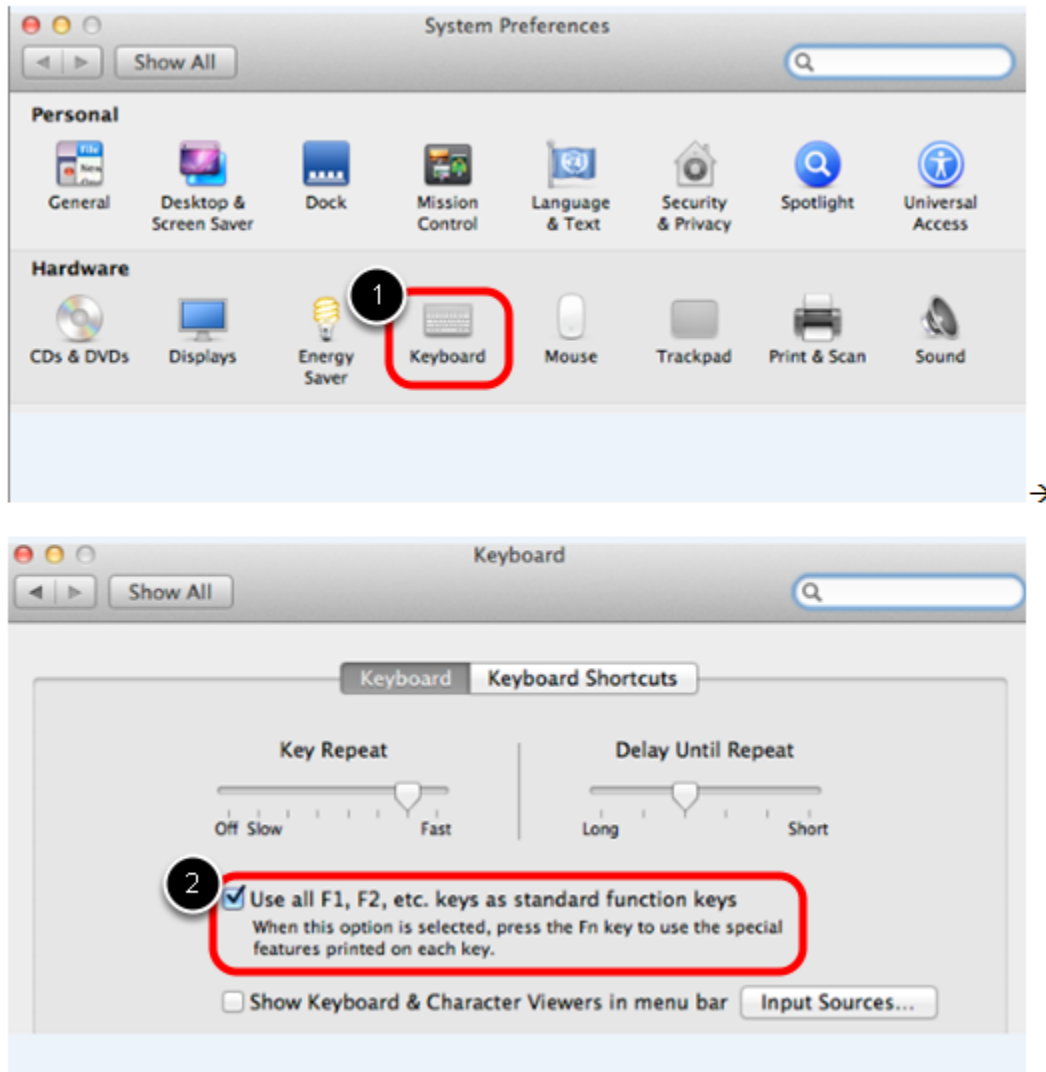 System Preferences
Show All
Personal
General
Desktop &
Screen Saver
Dock
Mission
Control
Language
& Text
Security
& Privacy
Spotlight
Universal
Access
Hardware
1
CDs & DVDs
Displays
Energy
Saver
Keyboard
Mouse
Trackpad
Print & Scan
Sound
→
Keyboard
Show All
Keyboard Keyboard Shortcuts
Key Repeat Delay Until Repeat
Off Slow Fast Long Short
2
Use all F1, F2, etc. keys as standard function keys
When this option is selected, press the Fn key to use the special
features printed on each key.
Show Keyboard & Character Viewers in menu bar Input Sources...